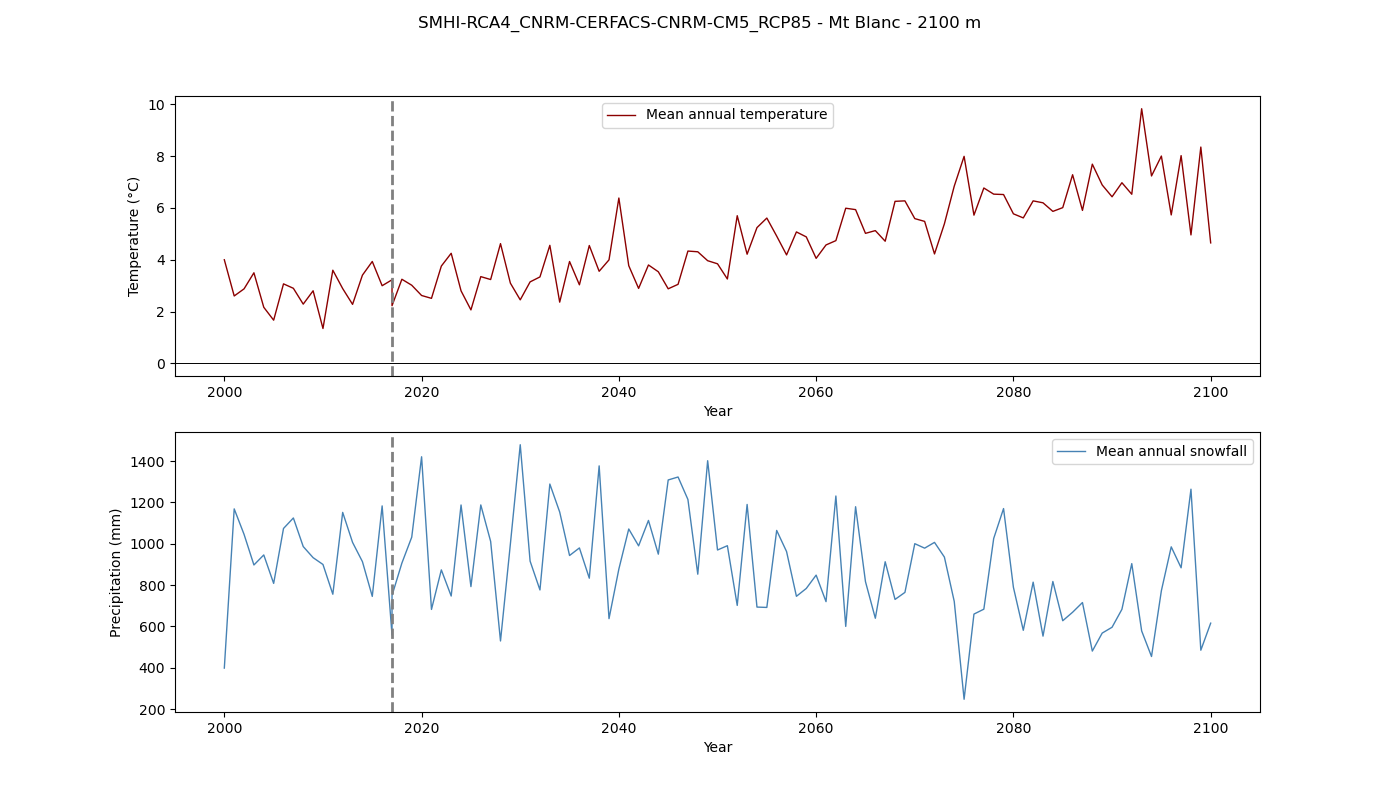 SMHI-RCA4_CNRM-CERFACS-CNRM-CM5_RCP85 - Mt Blanc - 2100 m
Mean annual temperature
Temperature (°C)
10
8
6
4
2
0
2000 2020 2040 2060 2080 2100
Year
Mean annual snowfall
Precipitation (mm)
1400
1200
1000
800
600
400
200
2000 2020 2040 2060 2080 2100
Year